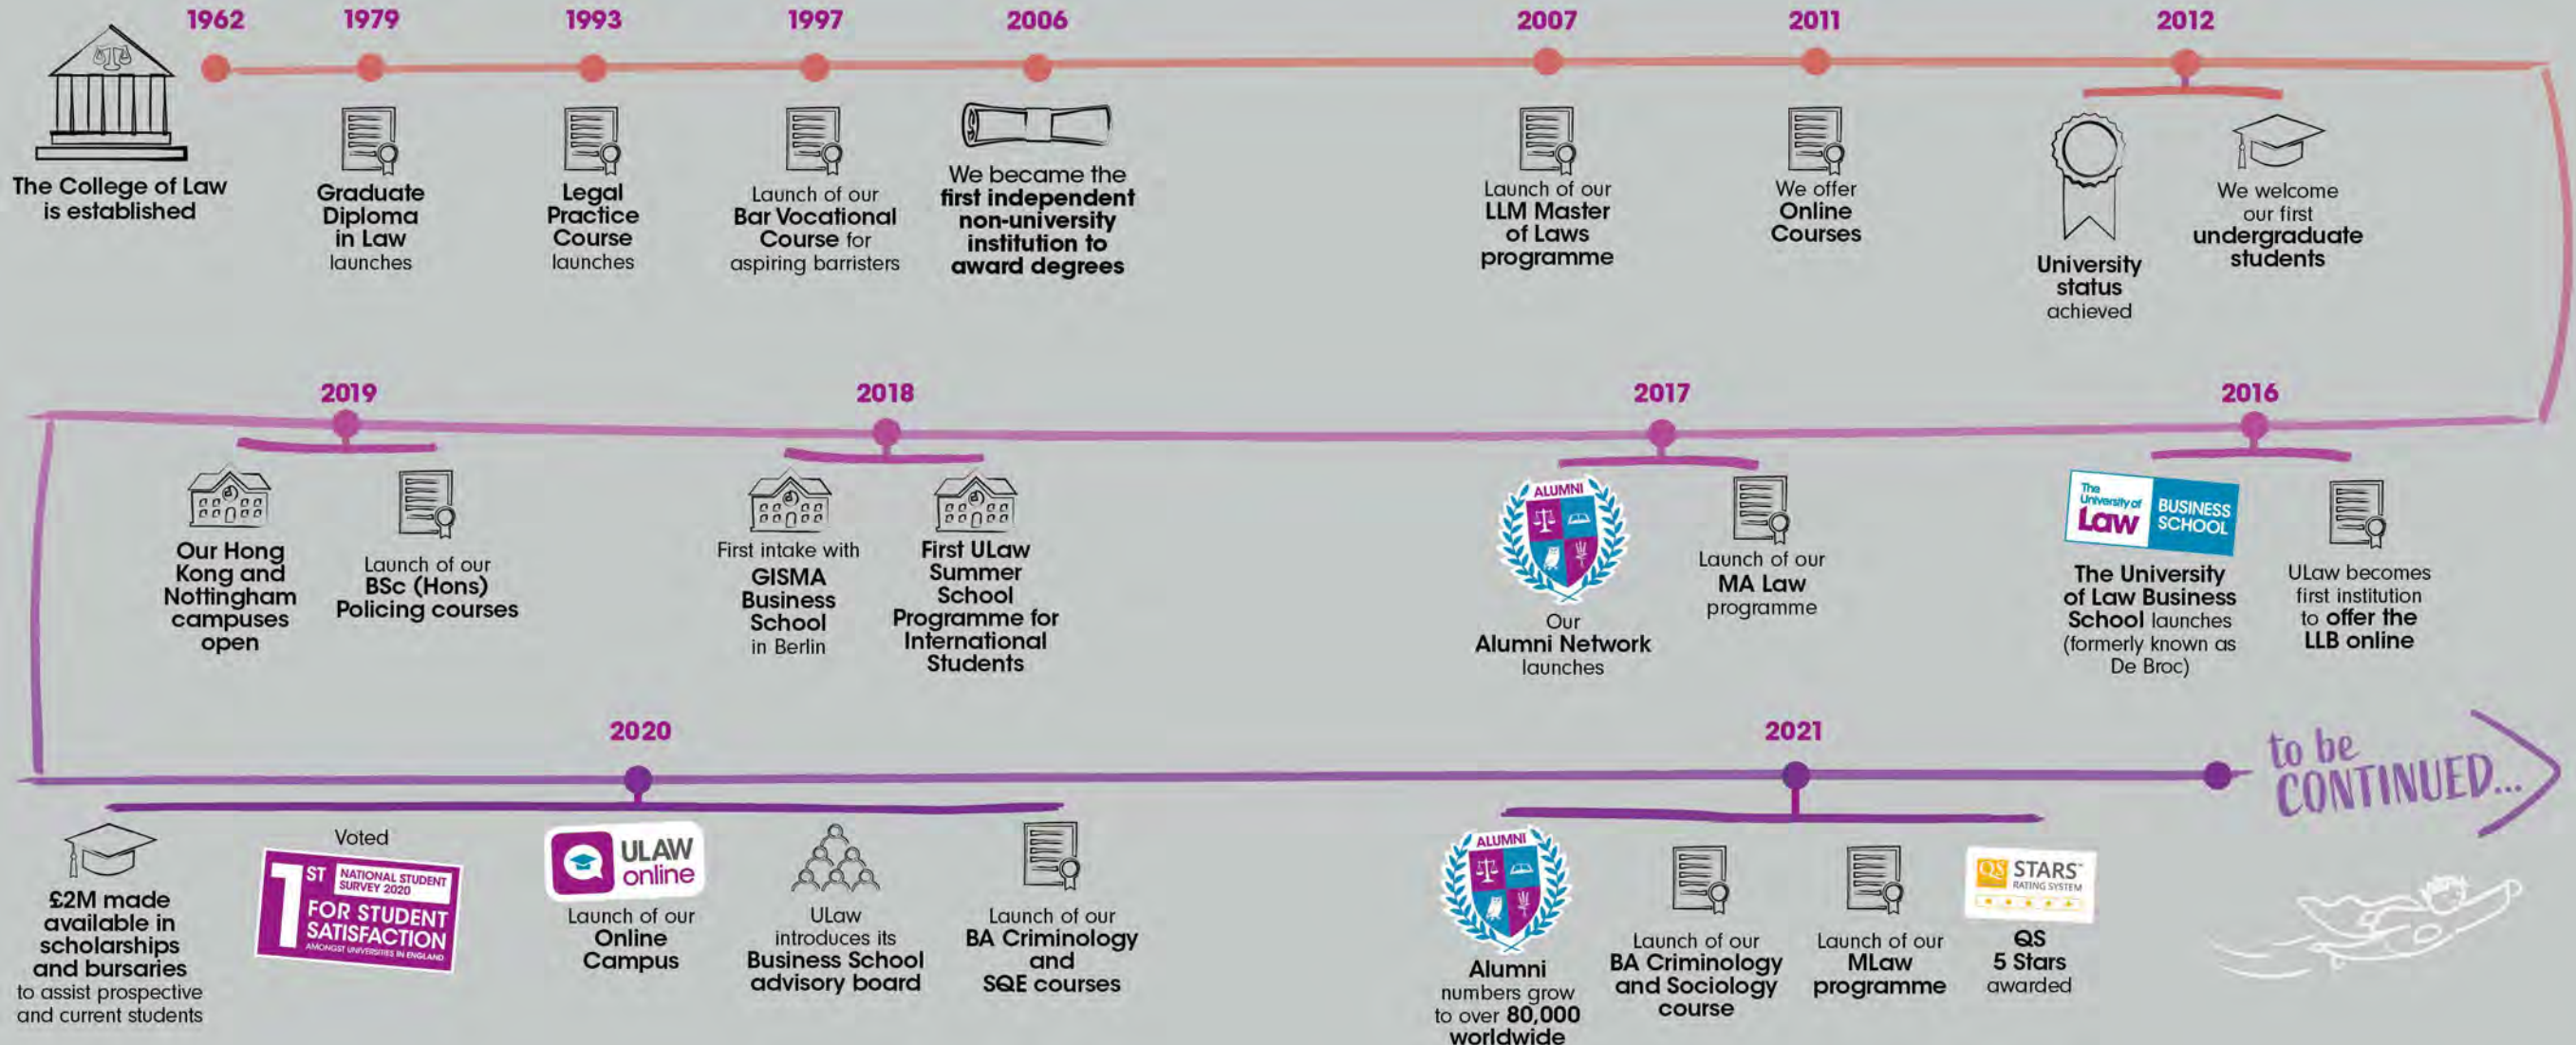 1962
The College of Law
is established
1979
Graduate
Diploma
in Law
launches
1993
Legal
Practice
Course
launches
1997
Launch of our
Bar Vocational
Course for
aspiring barristers
2006
We became the
first independent
non-university
institution to
award degrees
2007
Launch of our
LLM Master
of Laws
programme
2011
We offer
Online
Courses
2012
University
status
achieved
We welcome
our first
undergraduate
students
2016
The
University of
Law
BUSINESS
SCHOOL
The University
of Law Business
School launches
(formerly known as
De Broc)
ULaw becomes
first institution
to offer the
LLB online
2017
ALUMNI
Our
Alumni Network
launches
Launch of our
MA Law
programme
2018
First intake with
GISMA
Business
School
in Berlin
First ULaw
Summer
School
Programme for
International
Students
2019
Our Hong
Kong and
Nottingham
campuses
open
Launch of our
BSc (Hons)
Policing courses
2020
£2M made
available in
scholarships
and bursaries
to assist prospective
and current students
Voted
1ST
NATIONAL STUDENT
SURVEY 2020
FOR STUDENT
SATISFACTION
AMONGST UNIVERSITIES IN ENGLAND
ULAW
online
Launch of our
Online
Campus
ULaw
introduces its
Business School
advisory board
Launch of our
BA Criminology
and
SQE courses
2021
ALUMNI
Alumni
numbers grow
to over 80,000
worldwide
Launch of our
BA Criminology
and Sociology
course
Launch of our
MLaw
programme
QS STARS™
RATING SYSTEM
QS
5 Stars
awarded
to be
CONTINUED...